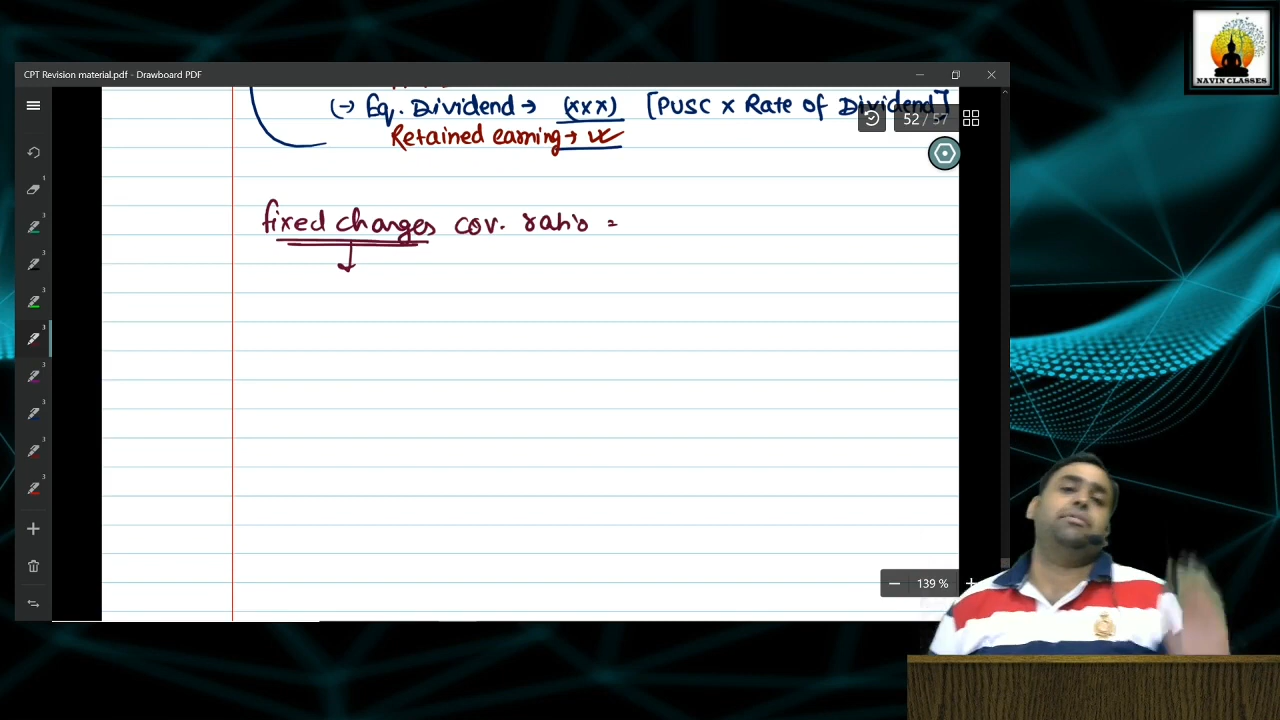 NAVIN CLASSES
CPT Revision material.pdf - Drawboard PDF
(-) Eq. Dividend → (xxx) [PUSC x Rate of Dividend]
52 / 57
Retained earning →
fixed charges cov. ratio =
139 %